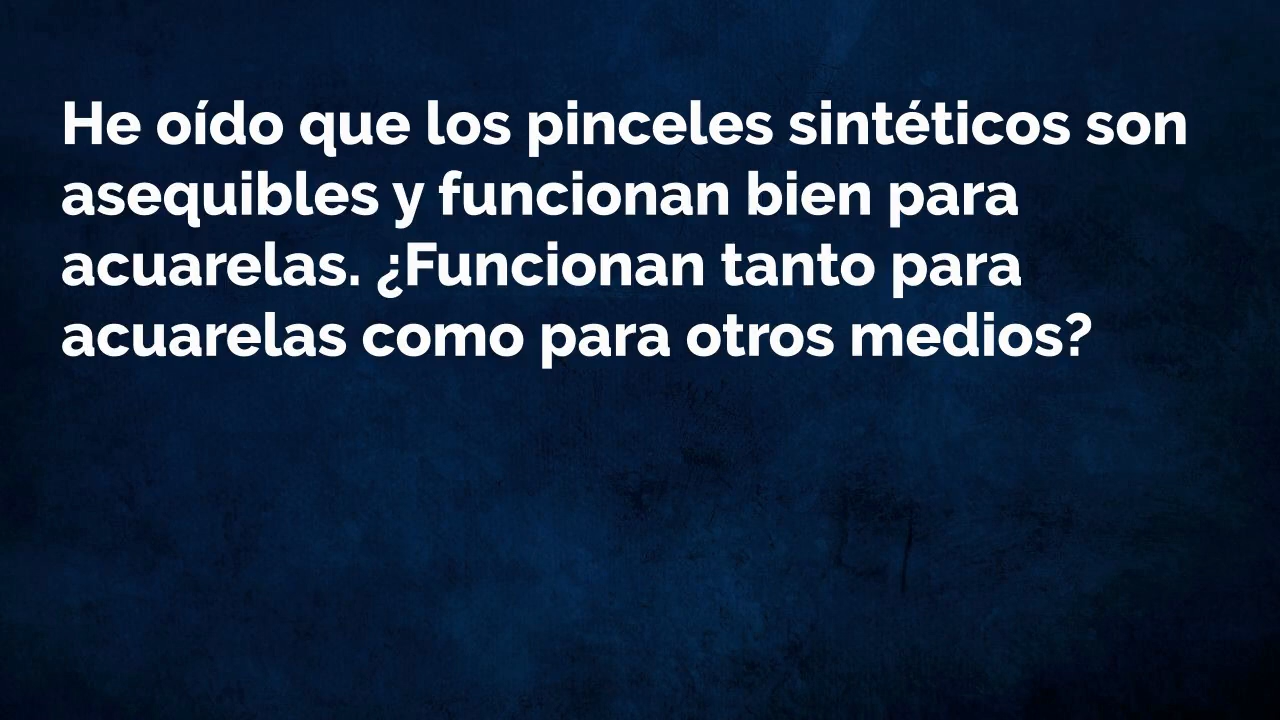 He oído que los pinceles sintéticos son
asequibles y funcionan bien para
acuarelas. ¿Funcionan tanto para
acuarelas como para otros medios?